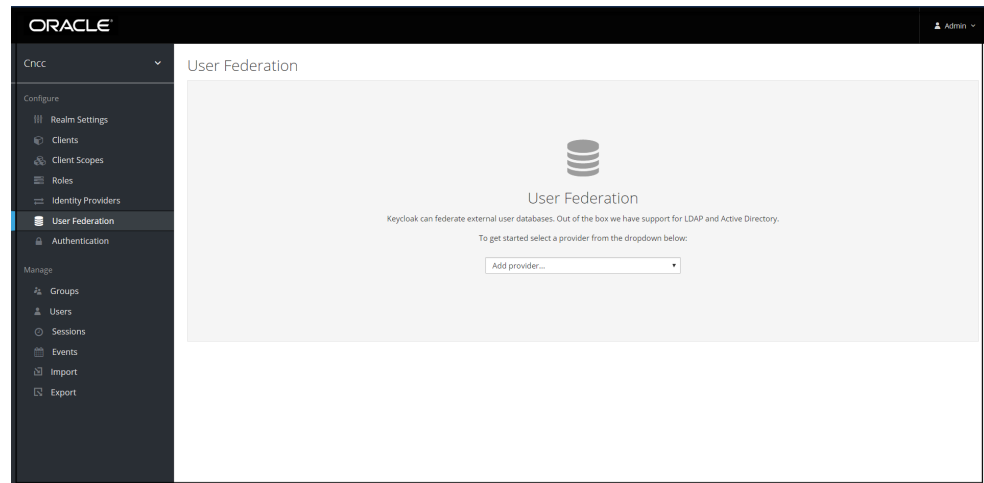 ORACLE
Admin
Cncc
User Federation
Configure
Realm Settings
Clients
Client Scopes
Roles
Identity Providers
User Federation
Authentication
Manage
Groups
Users
Sessions
Events
Import
Export
User Federation
Keycloak can federate external user databases. Out of the box we have support for LDAP and Active Directory.
To get started select a provider from the dropdown below:
Add provider...